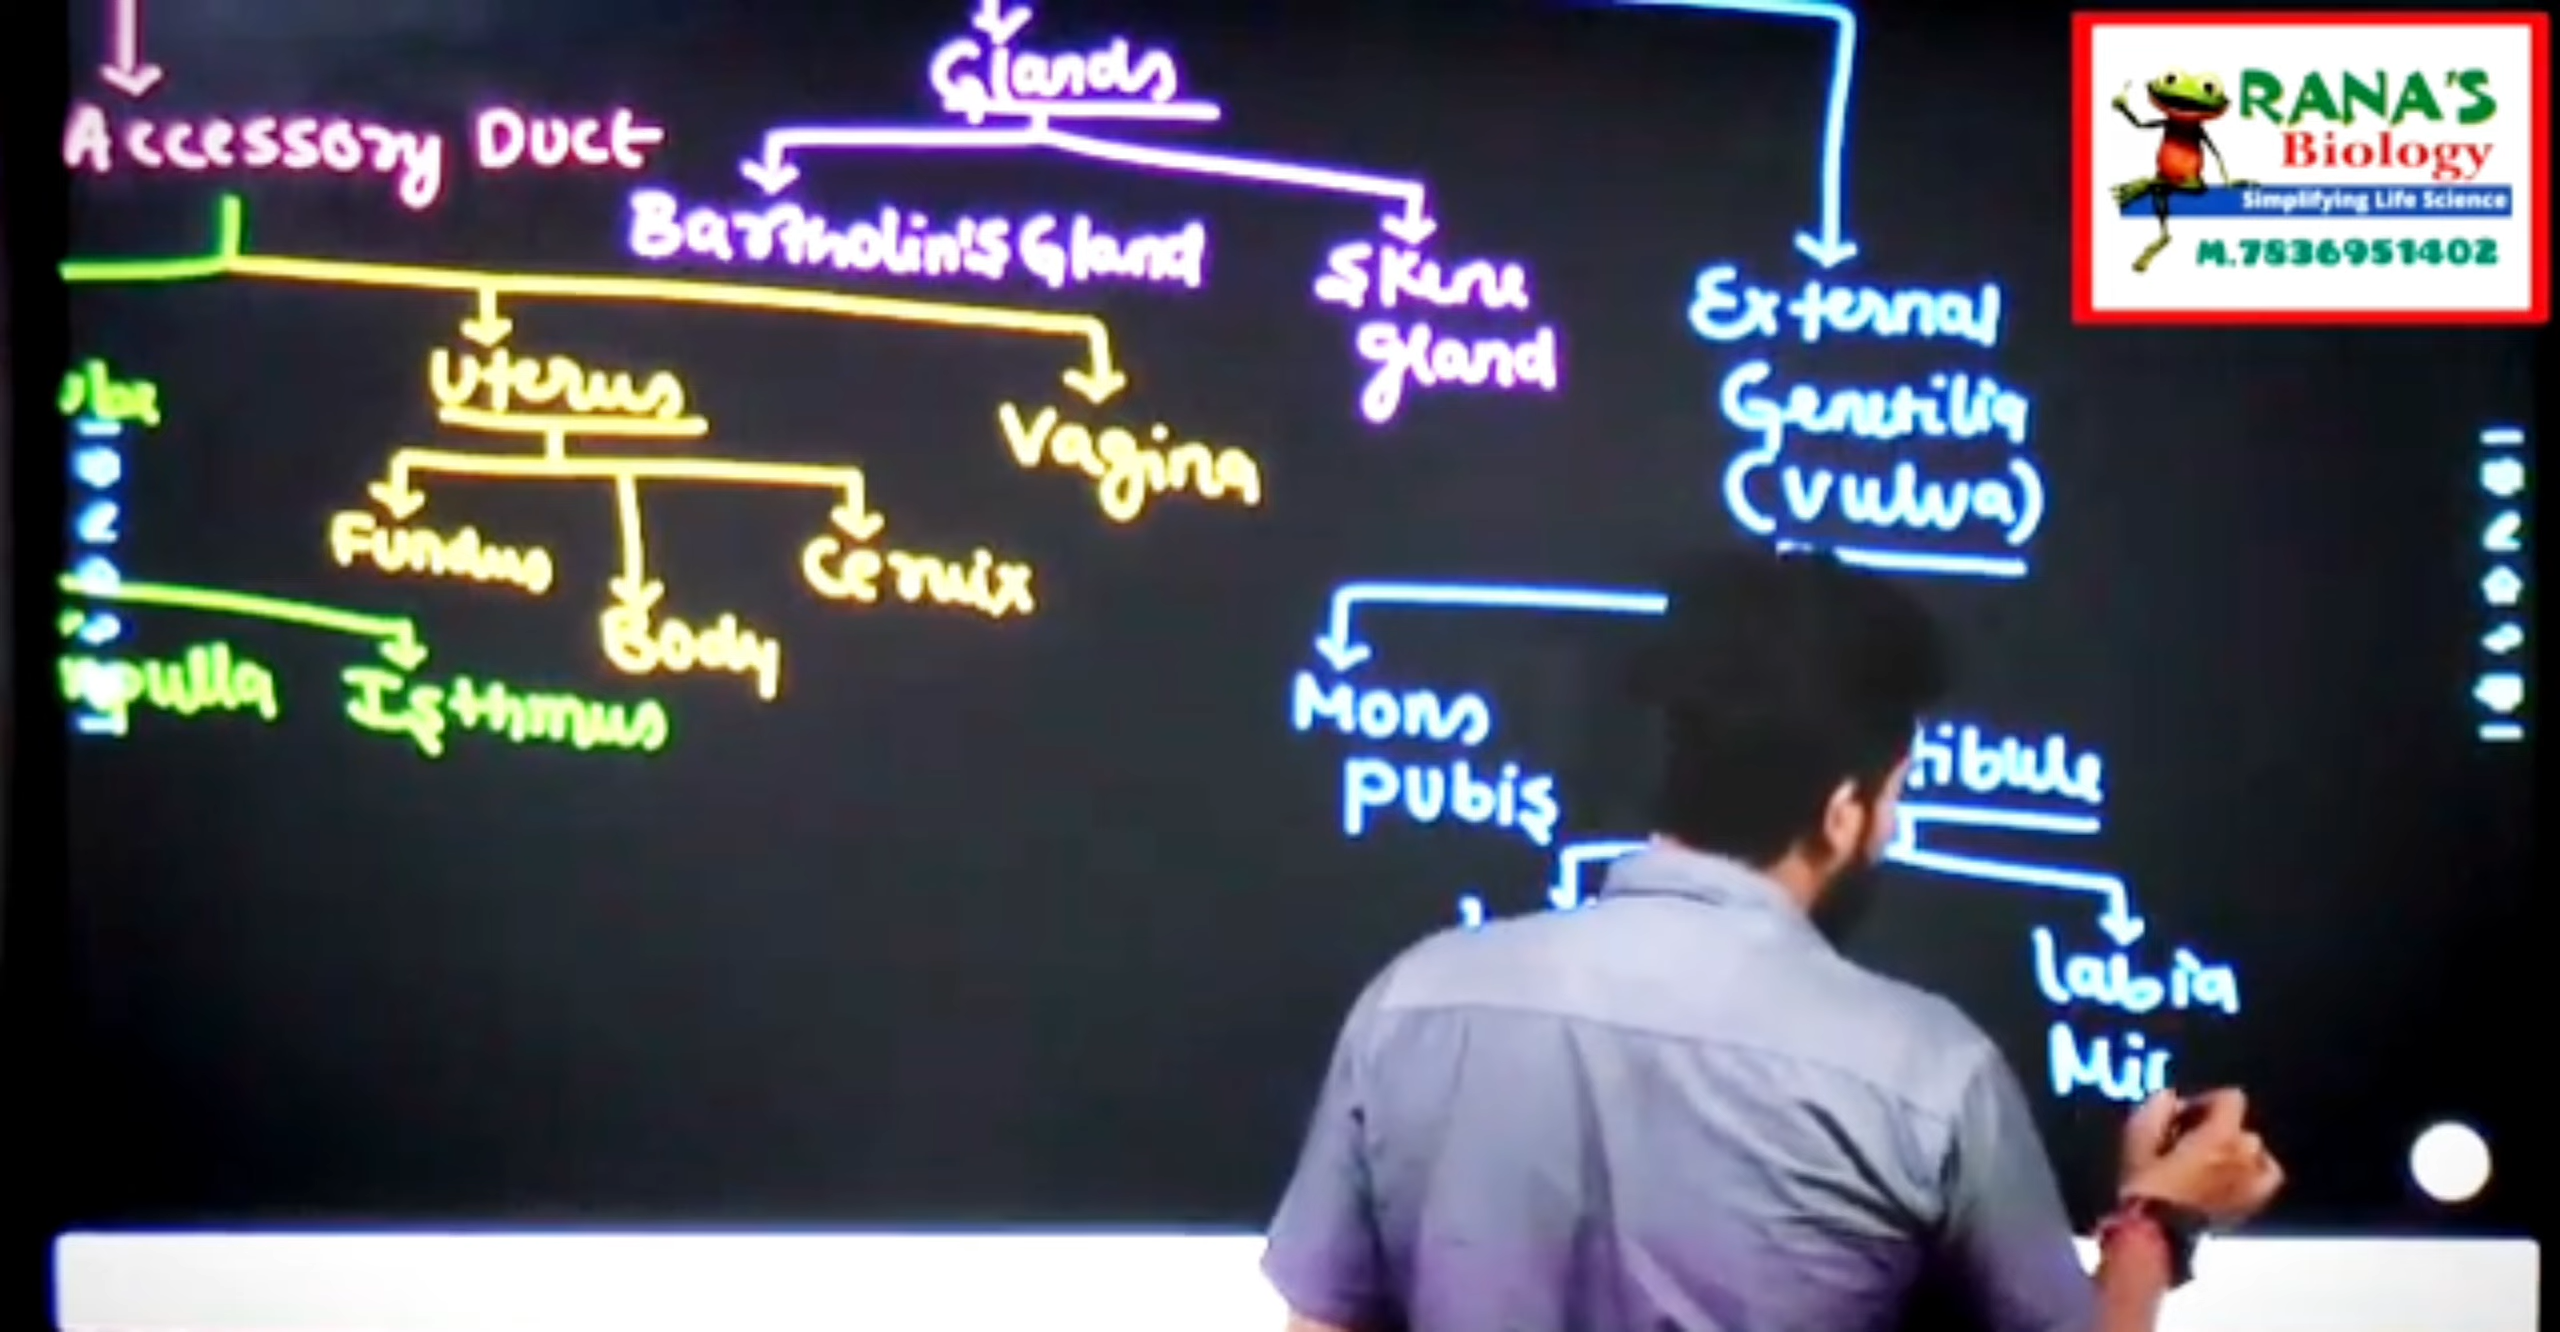 Glands
Accessory Duct
Bartholin's Gland
Skene
gland
External
Genetilia
(Vulva)
Uterus
Vagina
Fundus
Body
Cervix
Isthmus
Mons
pubis
labia
RANA'S
Biology
Simplifying Life Science
M.7836951402